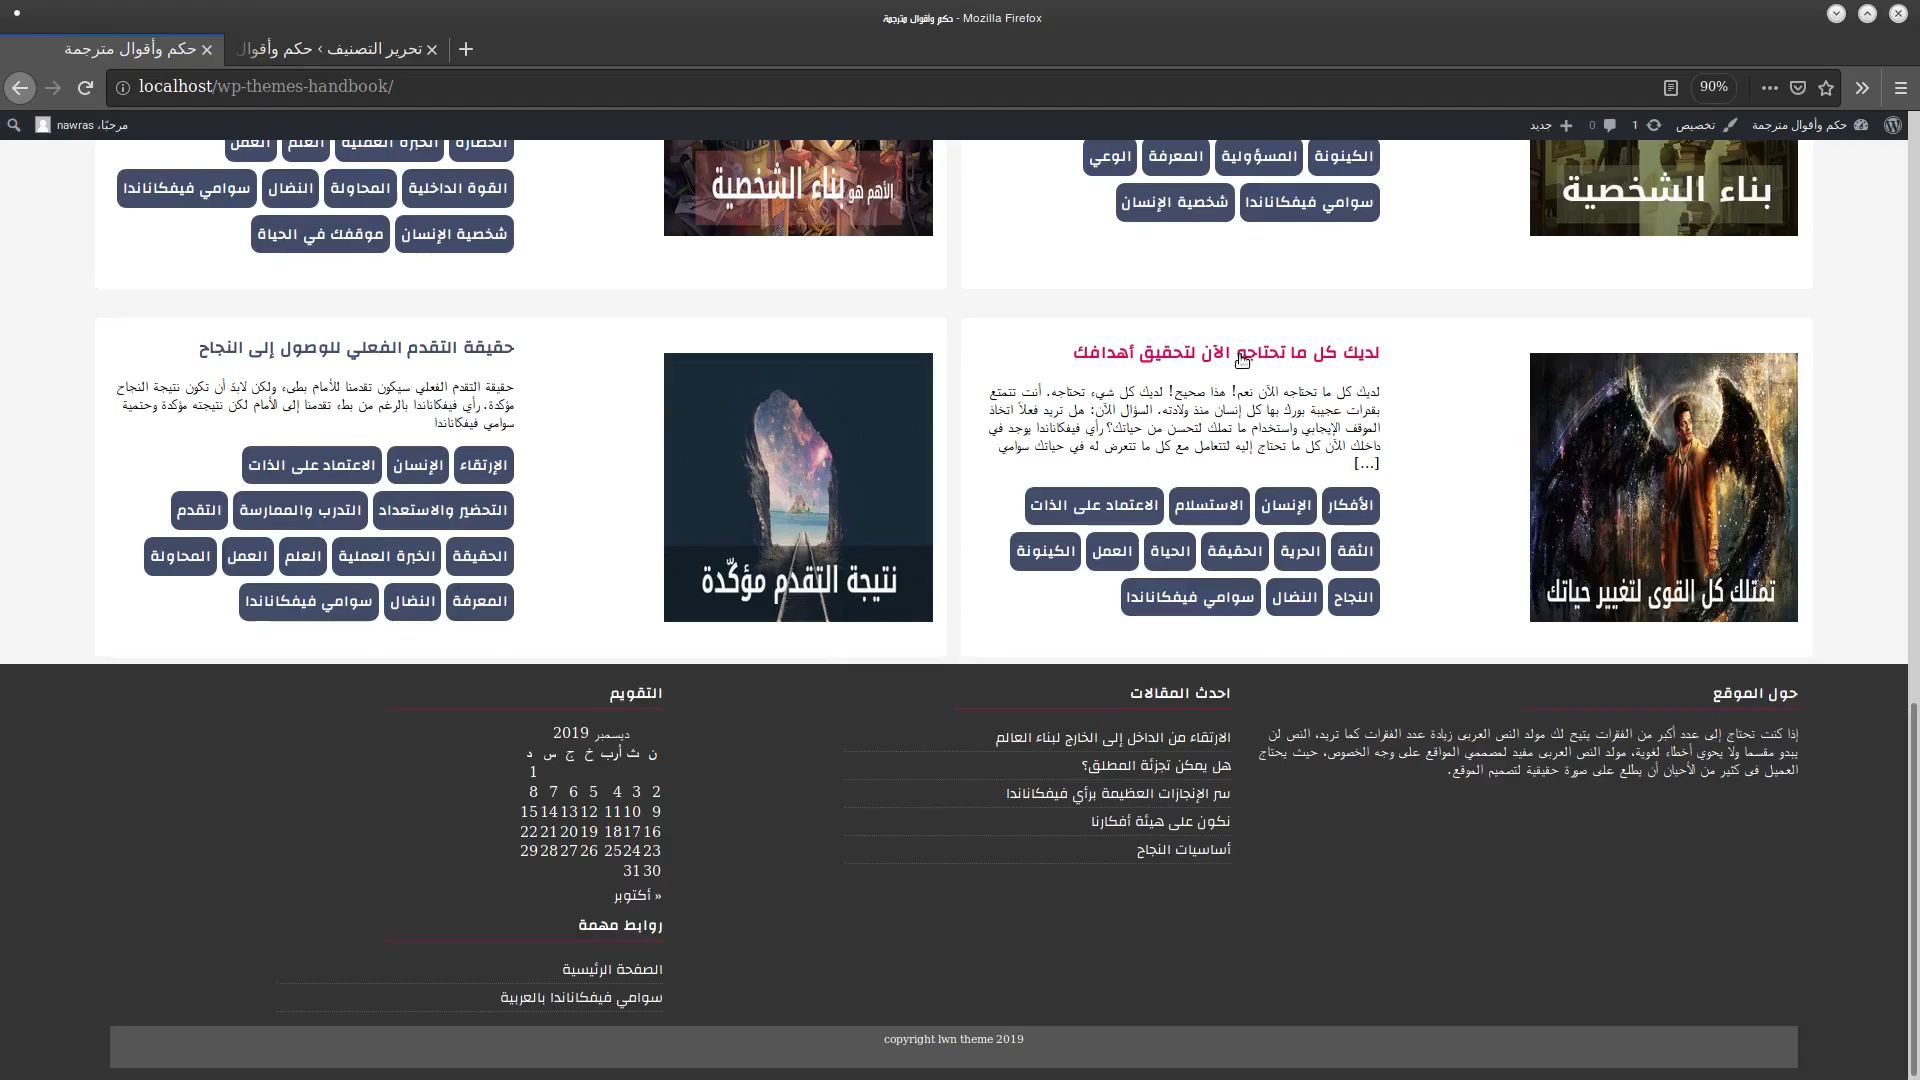 حكم وأقوال مترجمة - Mozilla Firefox
حكم وأقوال مترجمة
تحرير التصنيف ‹ حكم وأقوال
localhost/wp-themes-handbook/
90%
حكم وأقوال مترجمة
تخصيص
1
0
جديد
مرحبًا، nawras
الكينونة المسؤولية المعرفة الوعي
سوامي فيفكاناندا شخصية الإنسان
بناء الشخصية
الحضارة الخبرة العملية العلم العمل
القوة الداخلية المحاولة النضال سوامي فيفكاناندا
شخصية الإنسان موقفك في الحياة
الأهم هو بناء الشخصية
لديك كل ما تحتاجه الآن لتحقيق أهدافك
لديك كل ما تحتاجه الآن نعم! هذا صحيح! لديك كل شيء تحتاجه. أنت تتمتع
بقدرات عجيبة بورك بها كل إنسان منذ ولادته. السؤال الآن: هل تريد فعلاً اتخاذ
الموقف الإيجابي واستخدام ما تملك لتحسن من حياتك؟ رأي فيفكاناندا يوجد في
داخلك الآن كل ما تحتاج إليه لتتعامل مع كل ما تتعرض له في حياتك سوامي
[…]
الأفكار الإنسان الاستسلام الاعتماد على الذات
الثقة الحرية الحقيقة الحياة العمل الكينونة
النجاح النضال سوامي فيفكاناندا
تمتلك كل القوى لتغيير حياتك
حقيقة التقدم الفعلي للوصول إلى النجاح
حقيقة التقدم الفعلي سيكون تقدمنا للأمام بطىء ولكن لابدّ أن تكون نتيجة النجاح
مؤكدة. رأي فيفكاناندا بالرغم من بطء تقدمنا إلى الأمام لكن نتيجته مؤكدة وحتمية
سوامي فيفكاناندا
الإرتقاء الإنسان الاعتماد على الذات
التحضير والاستعداد التدرب والممارسة التقدم
الحقيقة الخبرة العملية العلم العمل المحاولة
المعرفة النضال سوامي فيفكاناندا
نتيجة التقدم مؤكّدة
حول الموقع
إذا كنت تحتاج إلى عدد أكبر من الفقرات يتيح لك مولد النص العربى زيادة عدد الفقرات كما تريد، النص لن
يبدو مقسما ولا يحوي أخطاء لغوية، مولد النص العربى مفيد لمصممي المواقع على وجه الخصوص، حيث يحتاج
العميل فى كثير من الأحيان أن يطلع على صورة حقيقية لتصميم الموقع.
احدث المقالات
الارتقاء من الداخل إلى الخارج لبناء العالم
هل يمكن تجزئة المطلق؟
سر الإنجازات العظيمة برأي فيفكاناندا
نكون على هيئة أفكارنا
أساسيات النجاح
التقويم
ديسمبر 2019
ن ث أرب خ ج س د
1
2 3 4 5 6 7 8
9 10 11 12 13 14 15
16 17 18 19 20 21 22
23 24 25 26 27 28 29
30 31
« أكتوبر
روابط مهمة
الصفحة الرئيسية
سوامي فيفكاناندا بالعربية
copyright lwn theme 2019